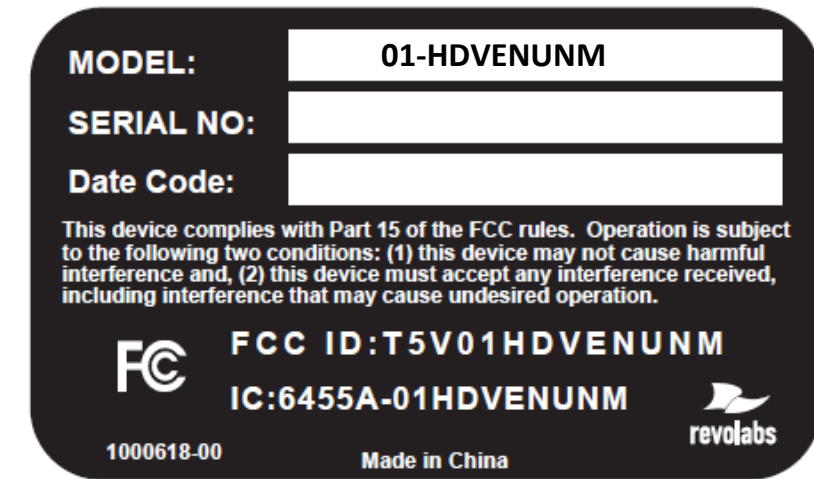 MODEL: 01-HDVENUNM
SERIAL NO:
Date Code:
This device complies with Part 15 of the FCC rules. Operation is subject
to the following two conditions: (1) this device may not cause harmful
interference and, (2) this device must accept any interference received,
including interference that may cause undesired operation.
FC FCC ID:T5V01HDVENUNM
IC:6455A-01HDVENUNM
revolabs
1000618-00
Made in China